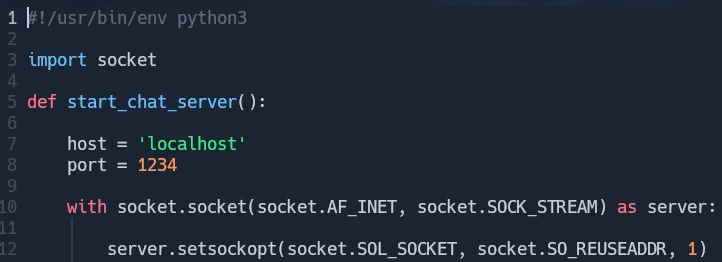 1 #!/usr/bin/env python3
2
3 import socket
4
5 def start_chat_server():
6
7     host = 'localhost'
8     port = 1234
9
10     with socket.socket(socket.AF_INET, socket.SOCK_STREAM) as server:
11
12         server.setsockopt(socket.SOL_SOCKET, socket.SO_REUSEADDR, 1)